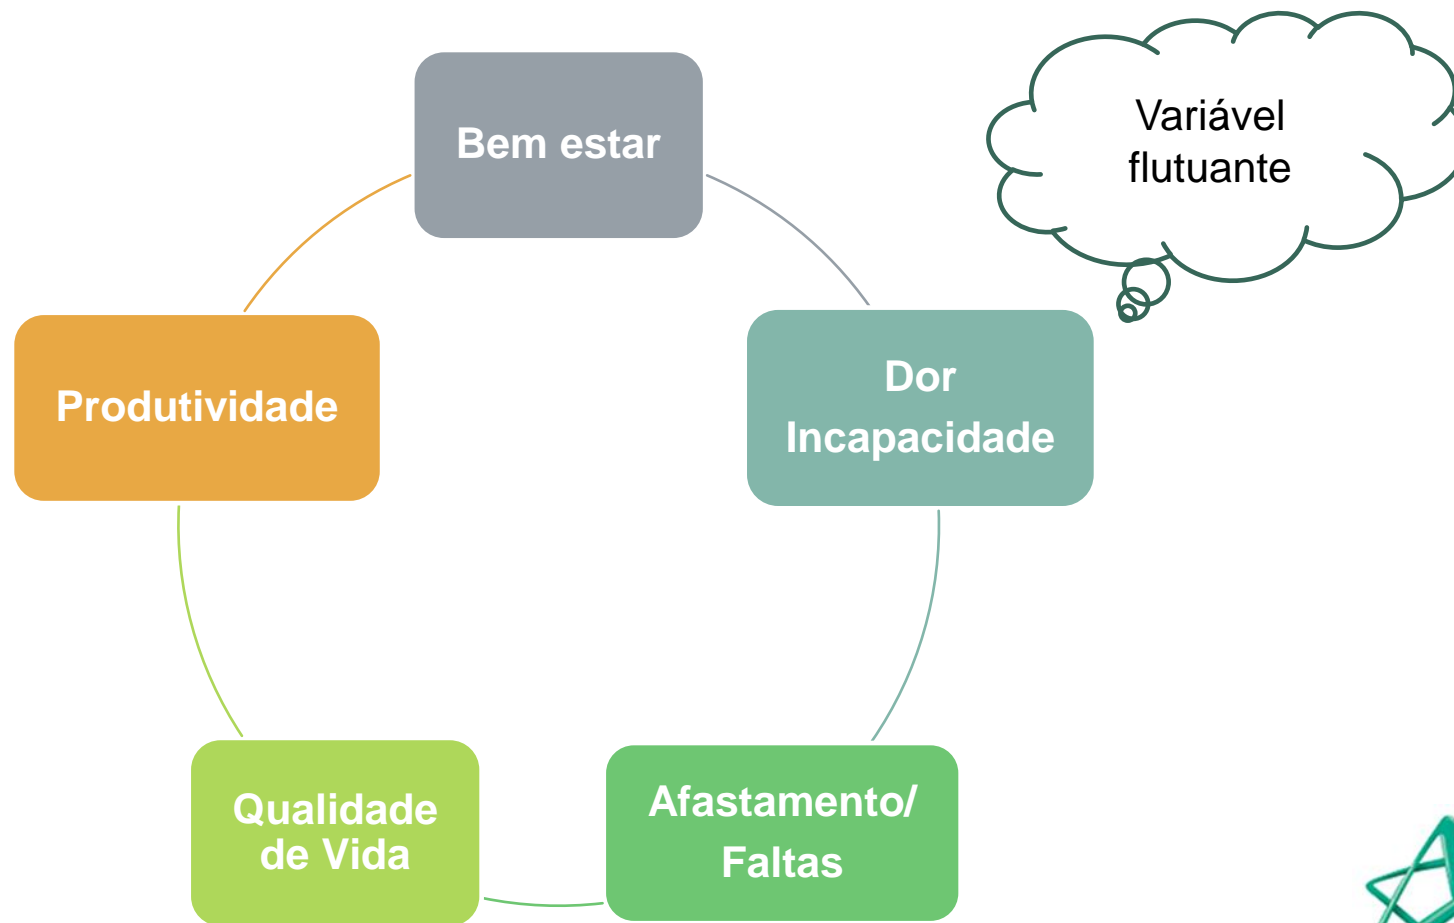 Bem estar
Variável
flutuante
Dor
Incapacidade
Afastamento/
Faltas
Qualidade
de Vida
Produtividade